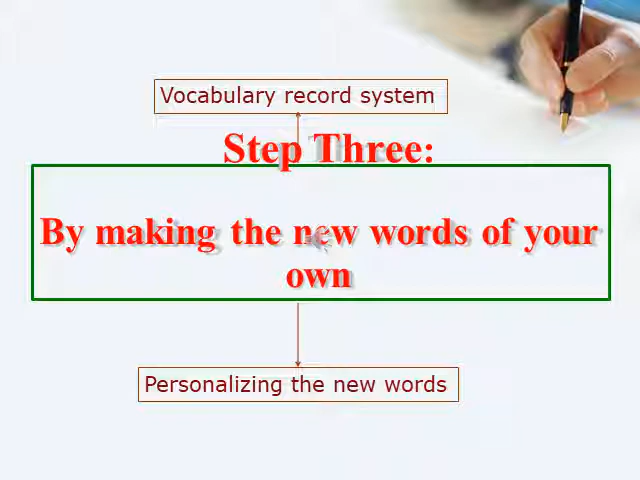 Vocabulary record system
Step Three:
By making the new words of your
own
Personalizing the new words